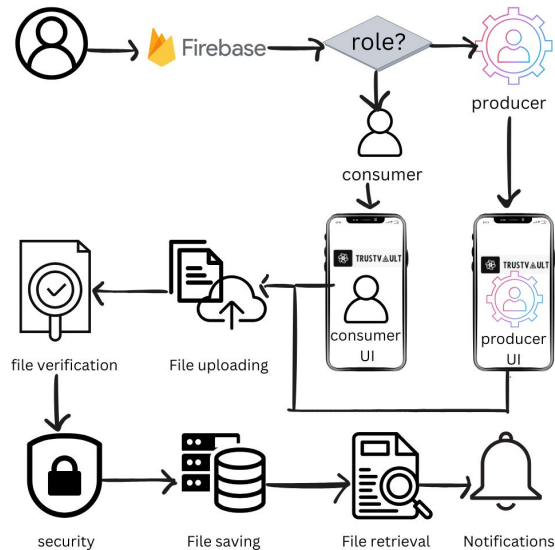 Firebase
role?
producer
consumer
TRUSTVAULT
TRUSTVAULT
consumer
UI
producer
UI
file verification
File uploading
security
File saving
File retrieval
Notifications